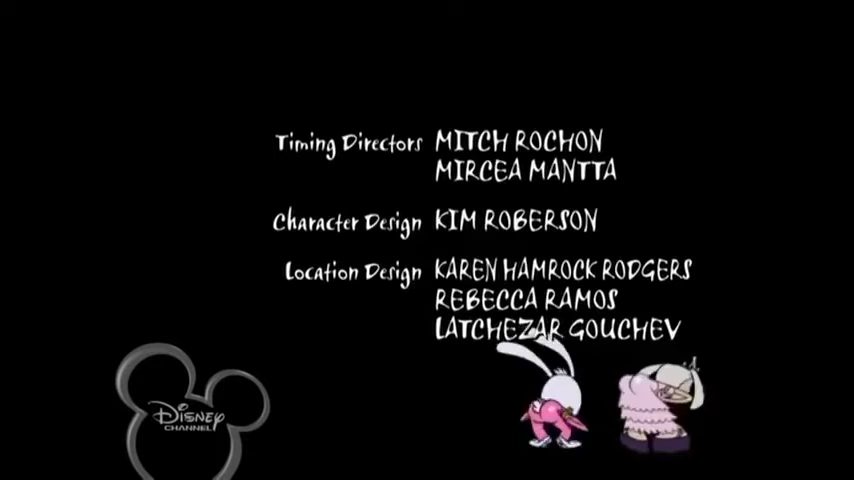 Timing Directors MITCH ROCHON
MIRCEA MANTTA
Character Design KIM ROBERSON
Location Design KAREN HAMROCK RODGERS
REBECCA RAMOS
LATCHEZAR GOUCHEV
DISNEY
CHANNEL